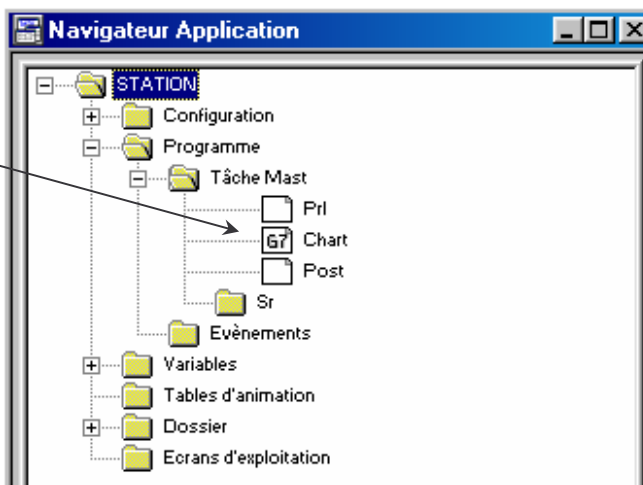 Navigateur Application
STATION
Configuration
Programme
Tâche Mast
Prl
G7 Chart
Post
Sr
Evènements
Variables
Tables d'animation
Dossier
Ecrans d'exploitation